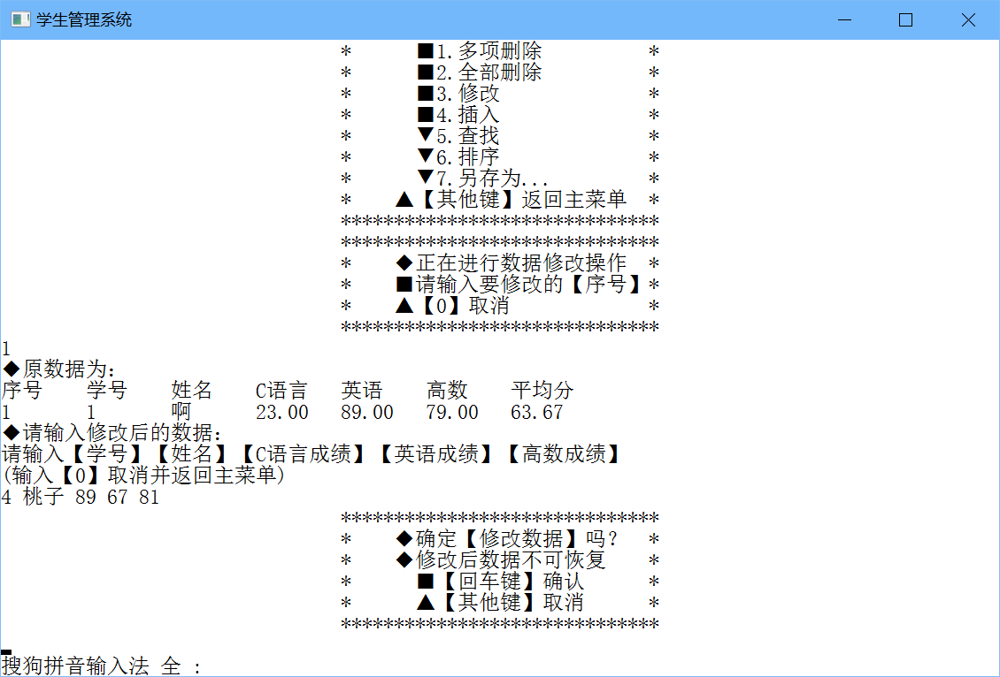 学生管理系统
* ■1.多项删除 *
* ■2.全部删除 *
* ■3.修改 *
* ■4.插入 *
* ▼5.查找 *
* ▼6.排序 *
* ▼7.另存为... *
* ▲【其他键】返回主菜单 *
******************************
******************************
* ◆正在进行数据修改操作 *
* ■请输入要修改的【序号】*
* ▲【0】取消 *
******************************
1
◆原数据为:
序号 学号 姓名 C语言 英语 高数 平均分
1 1 啊 23.00 89.00 79.00 63.67
◆请输入修改后的数据:
请输入【学号】【姓名】【C语言成绩】【英语成绩】【高数成绩】
(输入【0】取消并返回主菜单)
4 桃子 89 67 81
******************************
* ◆确定【修改数据】吗? *
* ◆修改后数据不可恢复 *
* ■【回车键】确认 *
* ▲【其他键】取消 *
******************************
搜狗拼音输入法 全 :